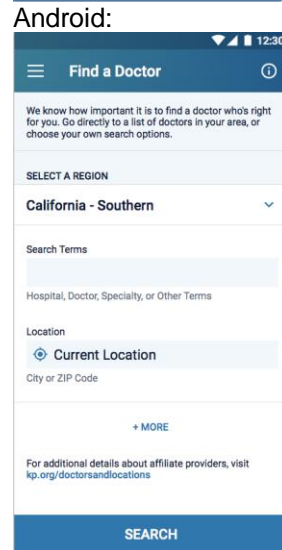 Android:
12:30
Find a Doctor
We know how important it is to find a doctor who's right
for you. Go directly to a list of doctors in your area, or
choose your own search options.
SELECT A REGION
California - Southern
Search Terms
Hospital, Doctor, Specialty, or Other Terms
Location
Current Location
City or ZIP Code
+ MORE
For additional details about affiliate providers, visit
kp.org/doctorsandlocations
SEARCH